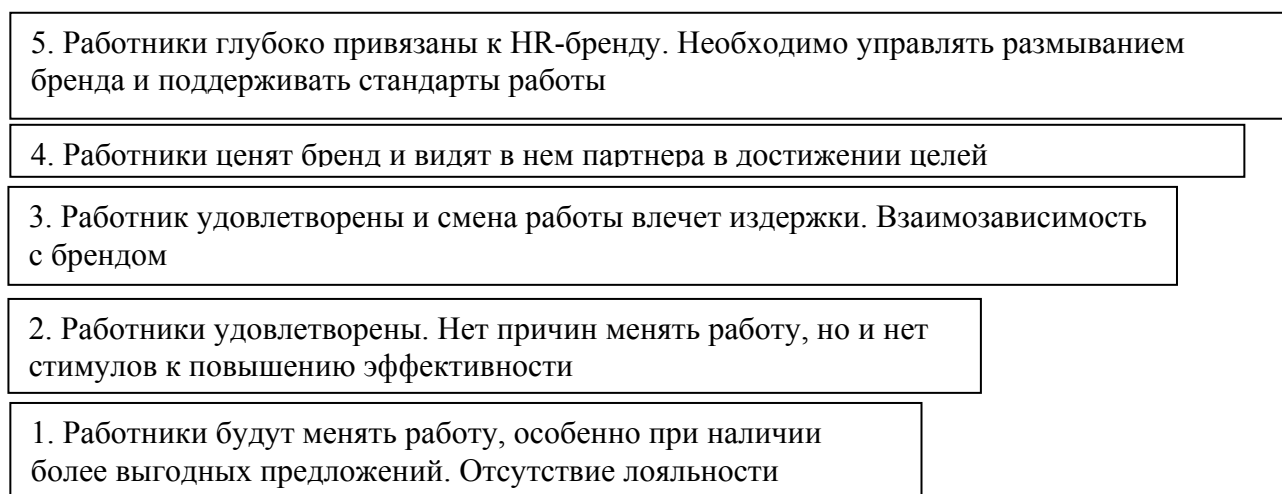 5. Работники глубоко привязаны к HR-бренду. Необходимо управлять размыванием
бренда и поддерживать стандарты работы
4. Работники ценят бренд и видят в нем партнера в достижении целей
3. Работник удовлетворены и смена работы влечет издержки. Взаимозависимость
с брендом
2. Работники удовлетворены. Нет причин менять работу, но и нет
стимулов к повышению эффективности
1. Работники будут менять работу, особенно при наличии
более выгодных предложений. Отсутствие лояльности